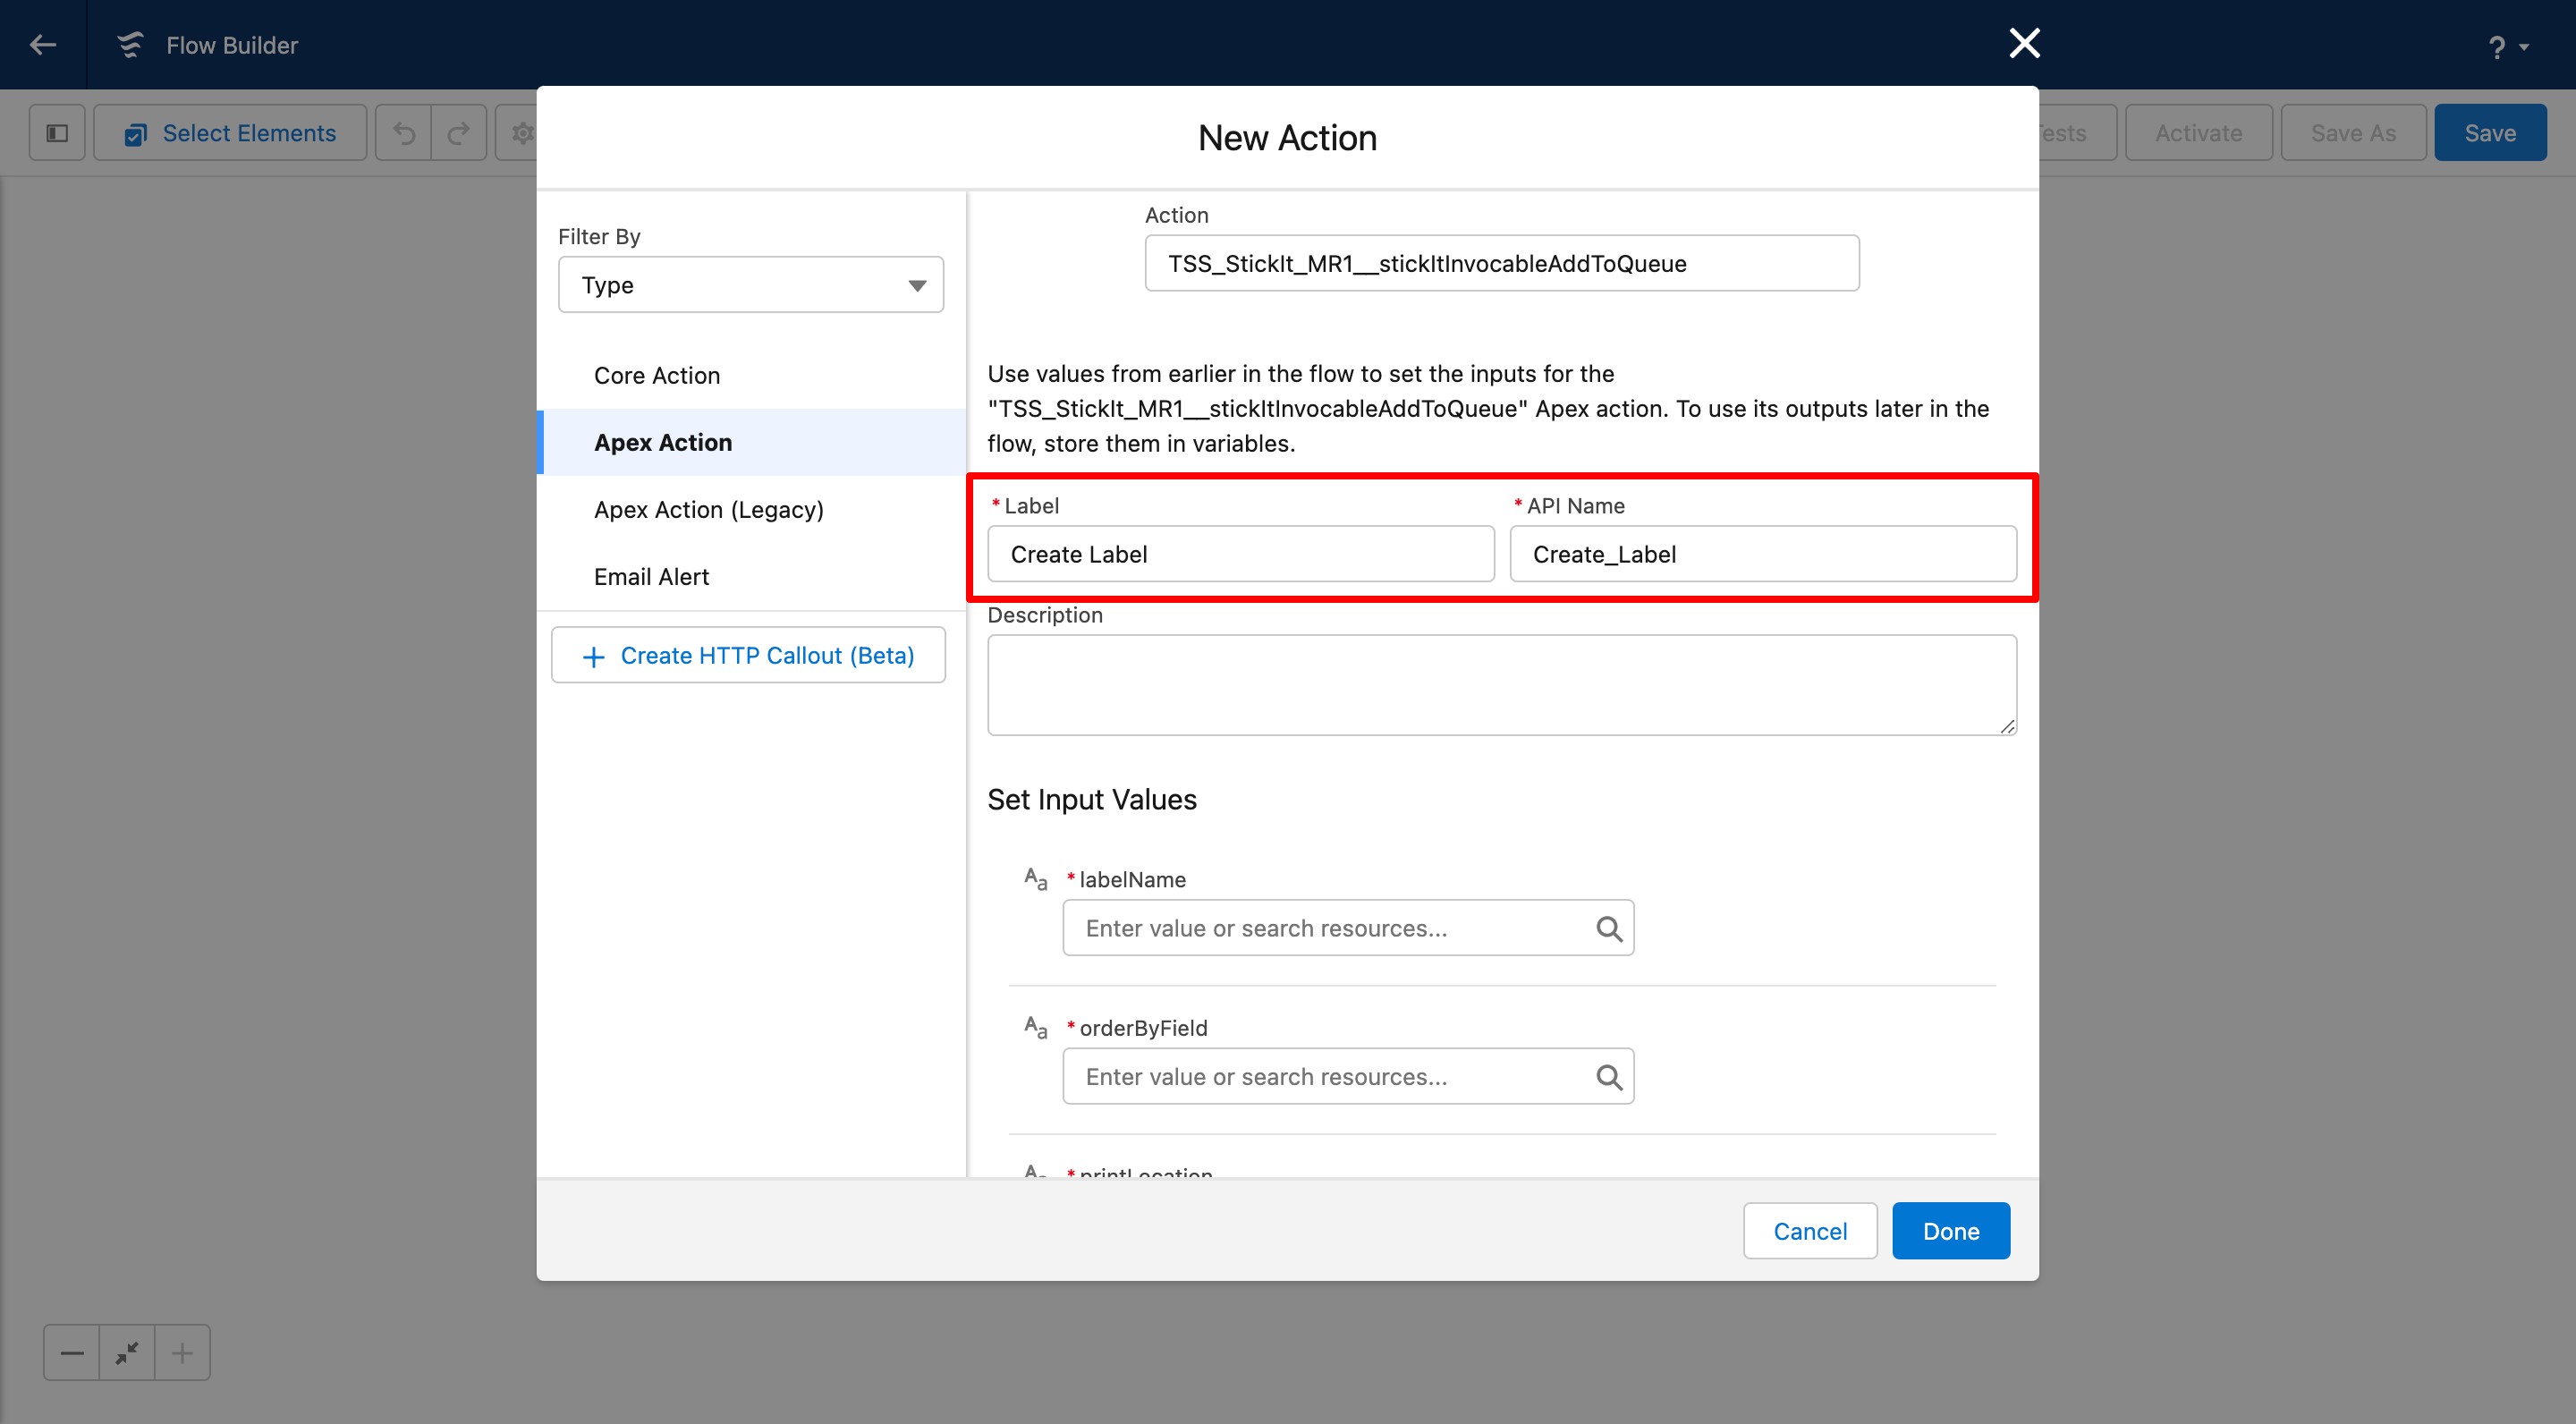 Flow Builder
?
Select Elements
ests
Activate
Save As
Save
New Action
Filter By
Type
Core Action
Apex Action
Apex Action (Legacy)
Email Alert
Create HTTP Callout (Beta)
Action
TSS_StickIt_MR1__stickItInvocableAddToQueue
Use values from earlier in the flow to set the inputs for the
"TSS_StickIt_MR1__stickItInvocableAddToQueue" Apex action. To use its outputs later in the
flow, store them in variables.
* Label
* API Name
Create Label
Create_Label
Description
Set Input Values
Aa * labelName
Enter value or search resources...
Aa * orderByField
Enter value or search resources...
Aa * printLocation
Cancel
Done